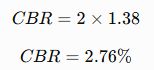 CBR = 2 × 1.38
CBR = 2.76%